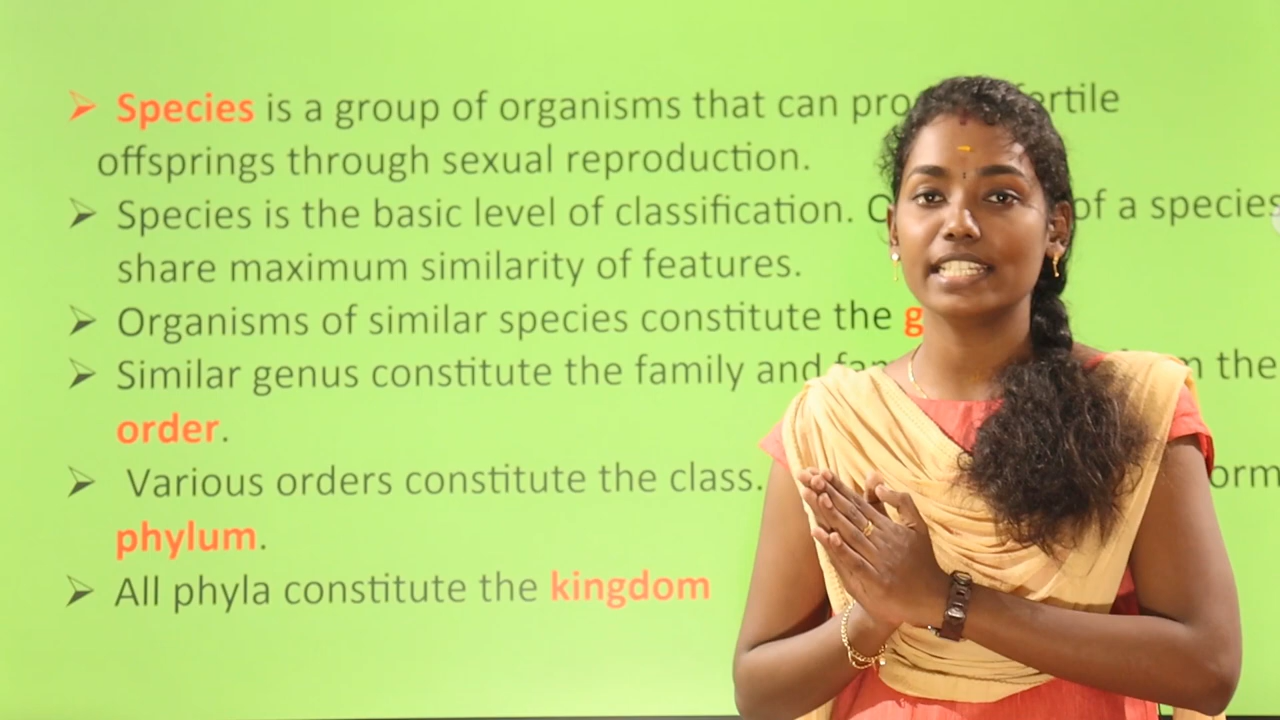 ➢ Species is a group of organisms that can
offsprings through sexual reproduction.
➢ Species is the basic level of classification. of a species
share maximum similarity of features.
➢ Organisms of similar species constitute the
➢ Similar genus constitute the family and the
order.
➢ Various orders constitute the class.
phylum.
➢ All phyla constitute the kingdom